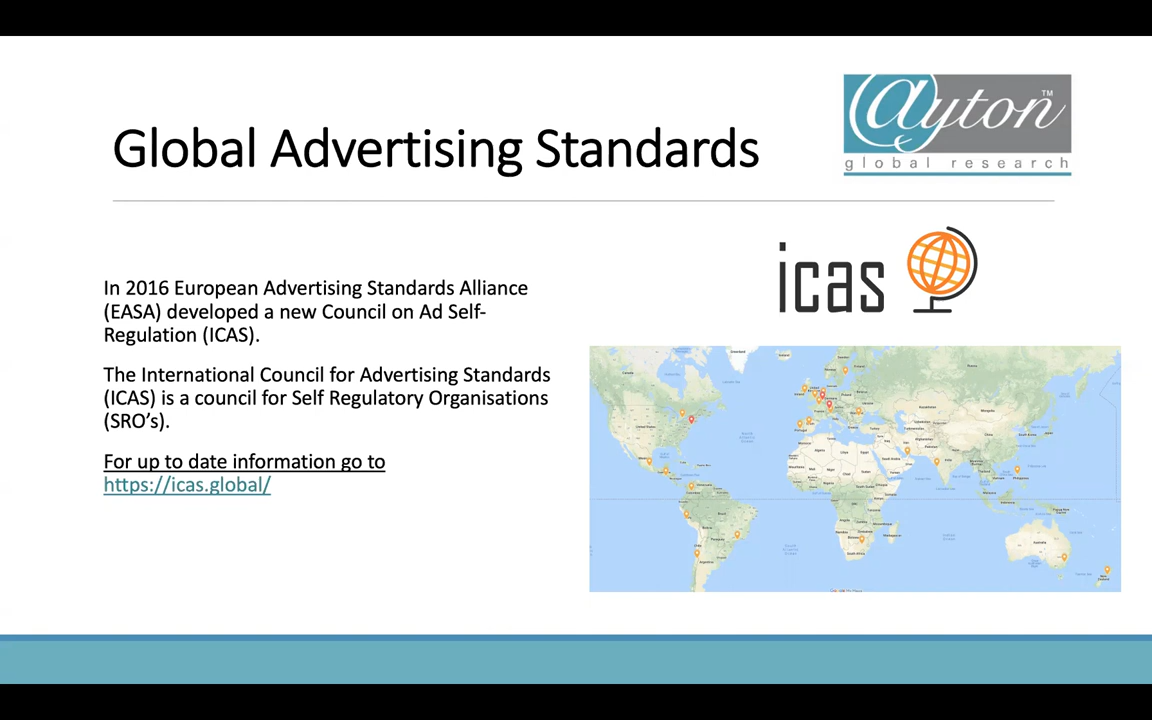 Global Advertising Standards
@yton™
global research
icas
In 2016 European Advertising Standards Alliance
(EASA) developed a new Council on Ad Self-
Regulation (ICAS).
The International Council for Advertising Standards
(ICAS) is a council for Self Regulatory Organisations
(SRO’s).
For up to date information go to
https://icas.global/